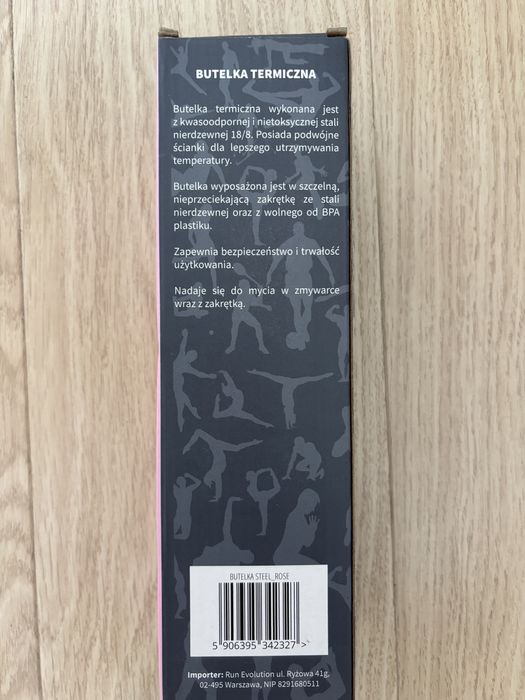 BUTELKA TERMICZNA
Butelka termiczna wykonana jest
z kwasoodpornej i nietoksycznej stali
nierdzewnej 18/8. Posiada podwójne
ścianki dla lepszego utrzymywania
temperatury.
Butelka wyposażona jest w szczelną,
nieprzeciekającą zakrętkę ze stali
nierdzewnej oraz z wolnego od BPA
plastiku.
Zapewnia bezpieczeństwo i trwałość
użytkowania.
Nadaje się do mycia w zmywarce
wraz z zakrętką.
BUTELKA STEEL_ROSE
5 906395 342327 >
Importer: Run Evolution ul. Ryżowa 41g,
02-495 Warszawa, NIP 8291680511